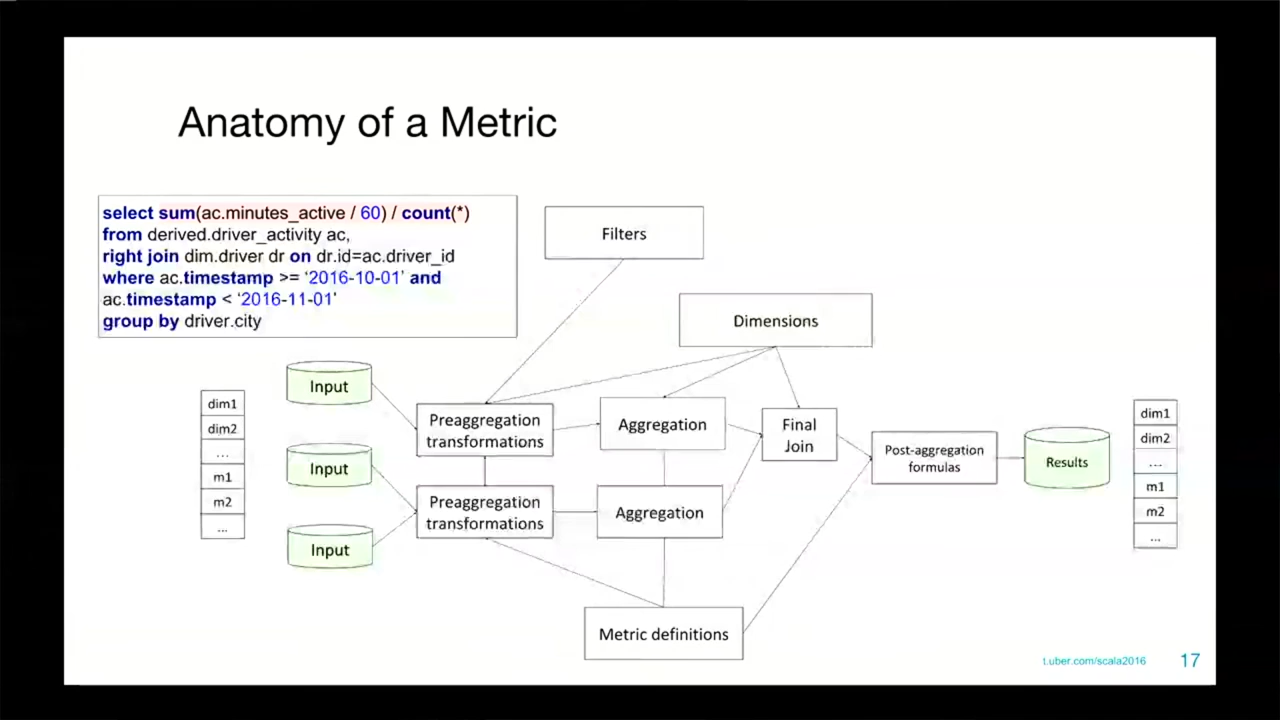 Anatomy of a Metric
select sum(ac.minutes_active / 60) / count(*)
from derived.driver_activity ac,
right join dim.driver dr on dr.id=ac.driver_id
where ac.timestamp >= ‘2016-10-01’ and
ac.timestamp < ‘2016-11-01’
group by driver.city
Filters
Dimensions
Input
Input
Input
dim1
dim2
...
m1
m2
...
Preaggregation
transformations
Preaggregation
transformations
Aggregation
Aggregation
Final
Join
Post-aggregation
formulas
Results
dim1
dim2
...
m1
m2
...
Metric definitions
t.uber.com/scala2016
17